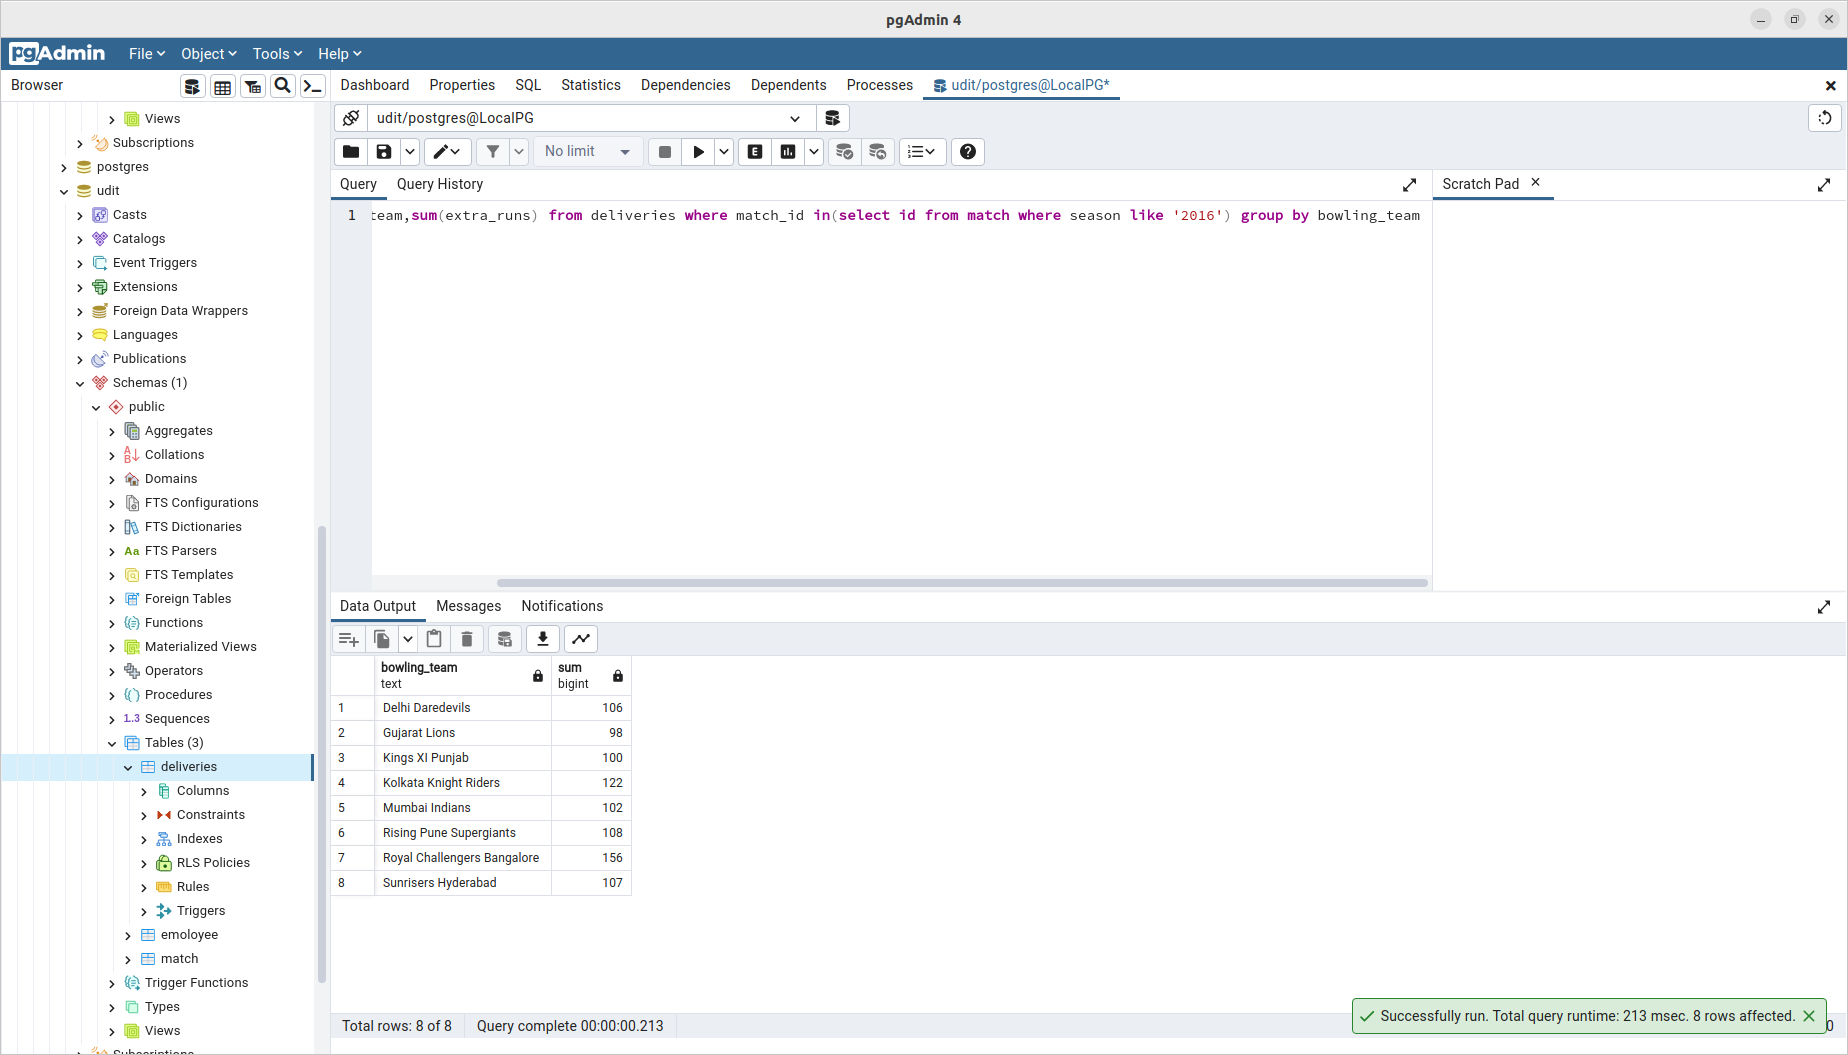 pgAdmin 4
pgAdmin File Object Tools Help
Browser
Dashboard Properties SQL Statistics Dependencies Dependents Processes udit/postgres@LocalPG*
Views
Subscriptions
postgres
udit
Casts
Catalogs
Event Triggers
Extensions
Foreign Data Wrappers
Languages
Publications
Schemas (1)
public
Aggregates
Collations
Domains
FTS Configurations
FTS Dictionaries
Aa FTS Parsers
FTS Templates
Foreign Tables
Functions
Materialized Views
Operators
Procedures
1..3 Sequences
Tables (3)
deliveries
Columns
Constraints
Indexes
RLS Policies
Rules
Triggers
emoloyee
match
Trigger Functions
Types
Views
Subscriptions
udit/postgres@LocalPG
No limit E
Query Query History
Scratch Pad
1 team,sum(extra_runs) from deliveries where match_id in(select id from match where season like '2016') group by bowling_team
Data Output Messages Notifications
bowling_team sum
text bigint
1 Delhi Daredevils 106
2 Gujarat Lions 98
3 Kings XI Punjab 100
4 Kolkata Knight Riders 122
5 Mumbai Indians 102
6 Rising Pune Supergiants 108
7 Royal Challengers Bangalore 156
8 Sunrisers Hyderabad 107
Total rows: 8 of 8 Query complete 00:00:00.213
Successfully run. Total query runtime: 213 msec. 8 rows affected.